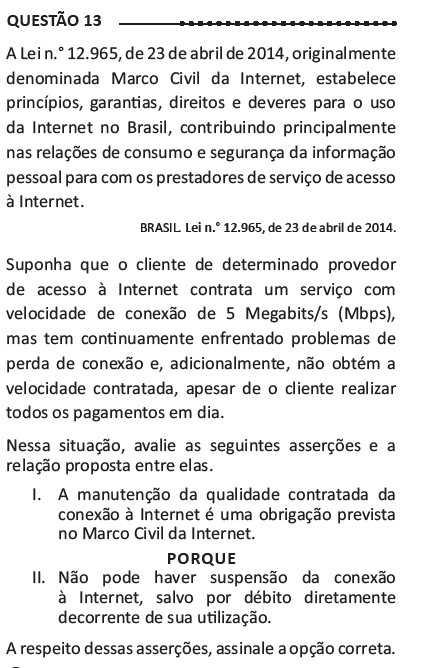 QUESTÃO 13
A Lei n.° 12.965, de 23 de abril de 2014, originalmente
denominada Marco Civil da Internet, estabelece
princípios, garantias, direitos e deveres para o uso
da Internet no Brasil, contribuindo principalmente
nas relações de consumo e segurança da informação
pessoal para com os prestadores de serviço de acesso
à Internet.
BRASIL. Lei n.° 12.965, de 23 de abril de 2014.
Suponha que o cliente de determinado provedor
de acesso à Internet contrata um serviço com
velocidade de conexão de 5 Megabits/s (Mbps),
mas tem continuamente enfrentado problemas de
perda de conexão e, adicionalmente, não obtém a
velocidade contratada, apesar de o cliente realizar
todos os pagamentos em dia.
Nessa situação, avalie as seguintes asserções e a
relação proposta entre elas.
I. A manutenção da qualidade contratada da
conexão à Internet é uma obrigação prevista
no Marco Civil da Internet.
PORQUE
II. Não pode haver suspensão da conexão
à Internet, salvo por débito diretamente
decorrente de sua utilização.
A respeito dessas asserções, assinale a opção correta.